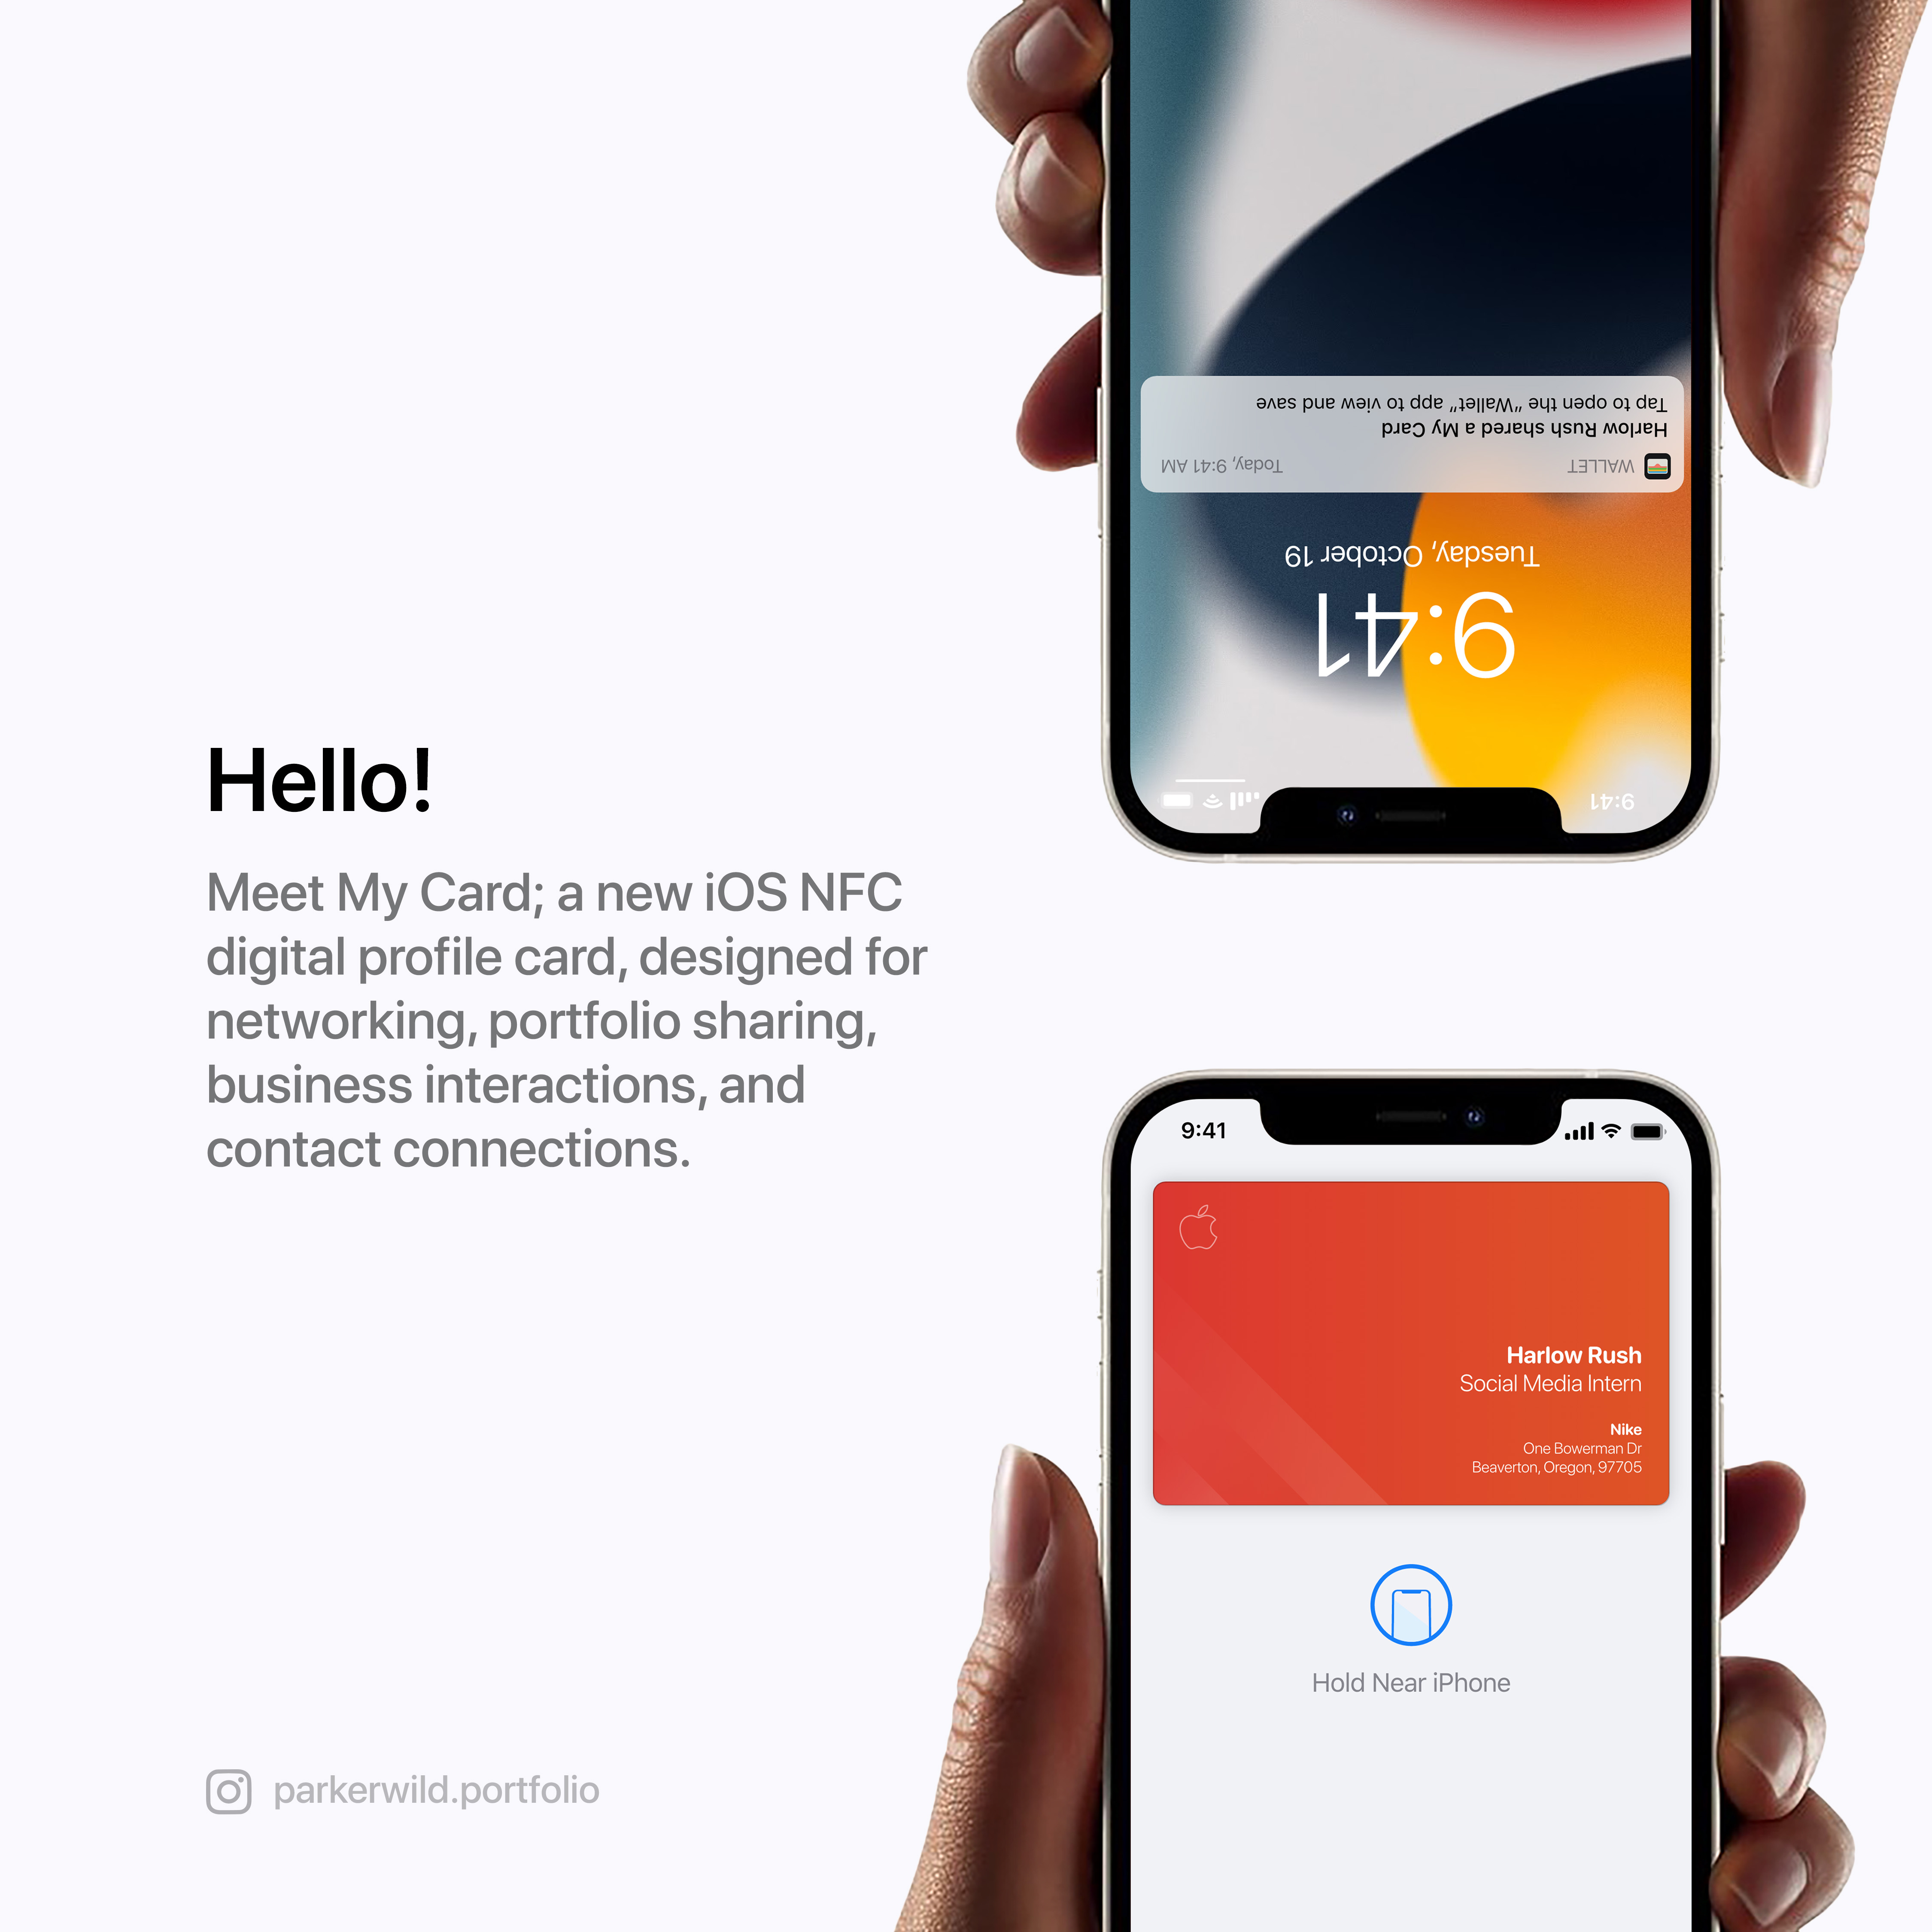 Hello!
Meet My Card; a new iOS NFC
digital profile card, designed for
networking, portfolio sharing,
business interactions, and
contact connections.
parkerwild.portfolio
9:41
9:41
Tuesday, October 19
WALLET
Today, 9:41 AM
Harlow Rush shared a My Card
Tap to open the "Wallet" app to view and save
9:41
Harlow Rush
Social Media Intern
Nike
One Bowerman Dr
Beaverton, Oregon, 97705
Hold Near iPhone